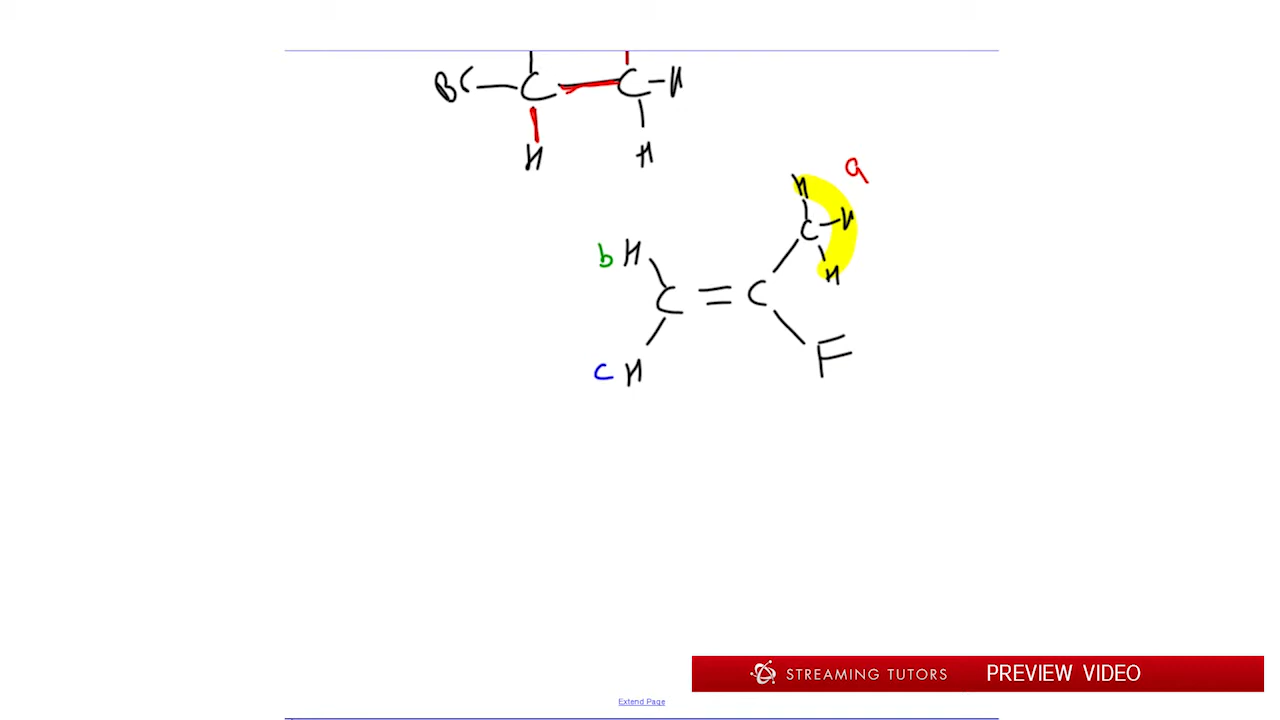 Br C C H
H H
a
H
C H
b H H
C = C
c H F
STREAMING TUTORS PREVIEW VIDEO
Extend Page